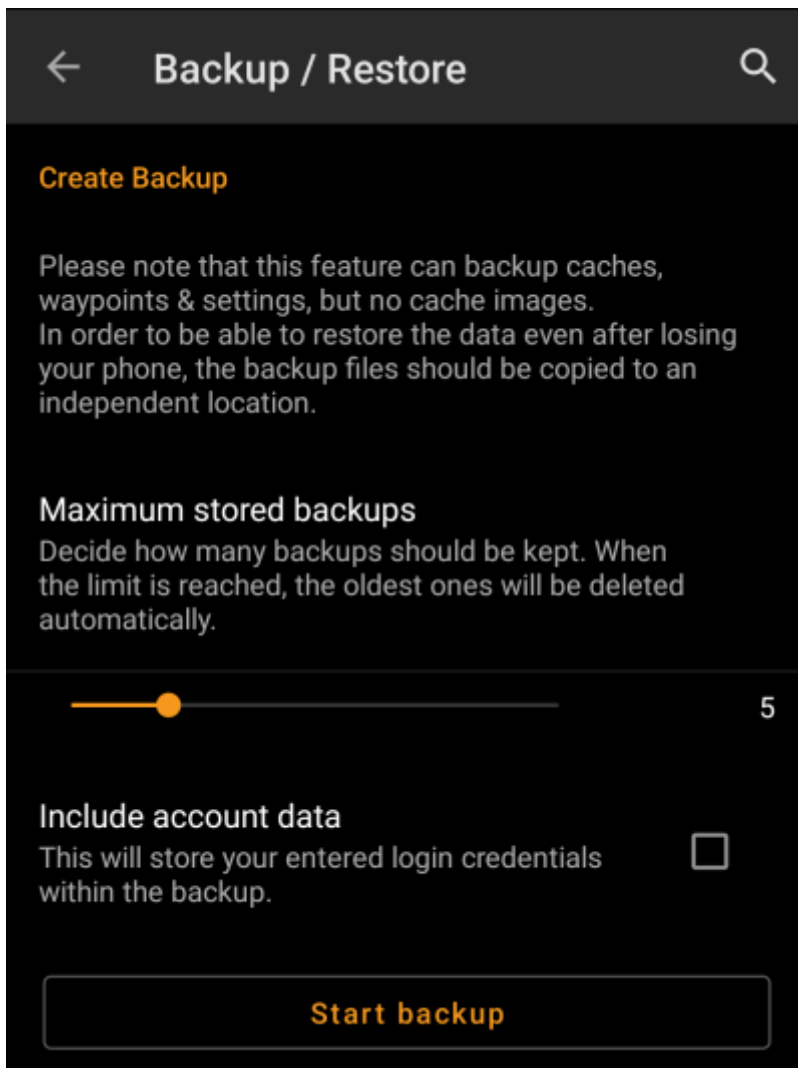 Backup / Restore
Create Backup
Please note that this feature can backup caches,
waypoints & settings, but no cache images.
In order to be able to restore the data even after losing
your phone, the backup files should be copied to an
independent location.
Maximum stored backups
Decide how many backups should be kept. When
the limit is reached, the oldest ones will be deleted
automatically.
5
Include account data
This will store your entered login credentials
within the backup.
Start backup